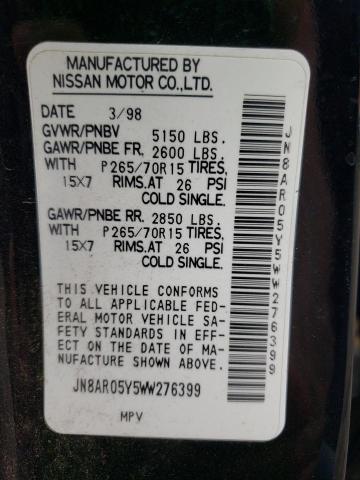 MANUFACTURED BY
NISSAN MOTOR CO.,LTD.
DATE 3/98
GVWR/PNBV 5150 LBS.
GAWR/PNBE FR. 2600 LBS.
WITH P265/70R15 TIRES,
15X7 RIMS.AT 26 PSI
COLD SINGLE.
GAWR/PNBE RR. 2850 LBS.
WITH P265/70R15 TIRES,
15X7 RIMS.AT 26 PSI
COLD SINGLE.
THIS VEHICLE CONFORMS
TO ALL APPLICABLE FED-
ERAL MOTOR VEHICLE SA-
FETY STANDARDS IN EFF-
ECT ON THE DATE OF MA-
NUFACTURE SHOWN ABOVE.
JN8AR05Y5WW276399
MPV
JN8AR05Y5WW276399